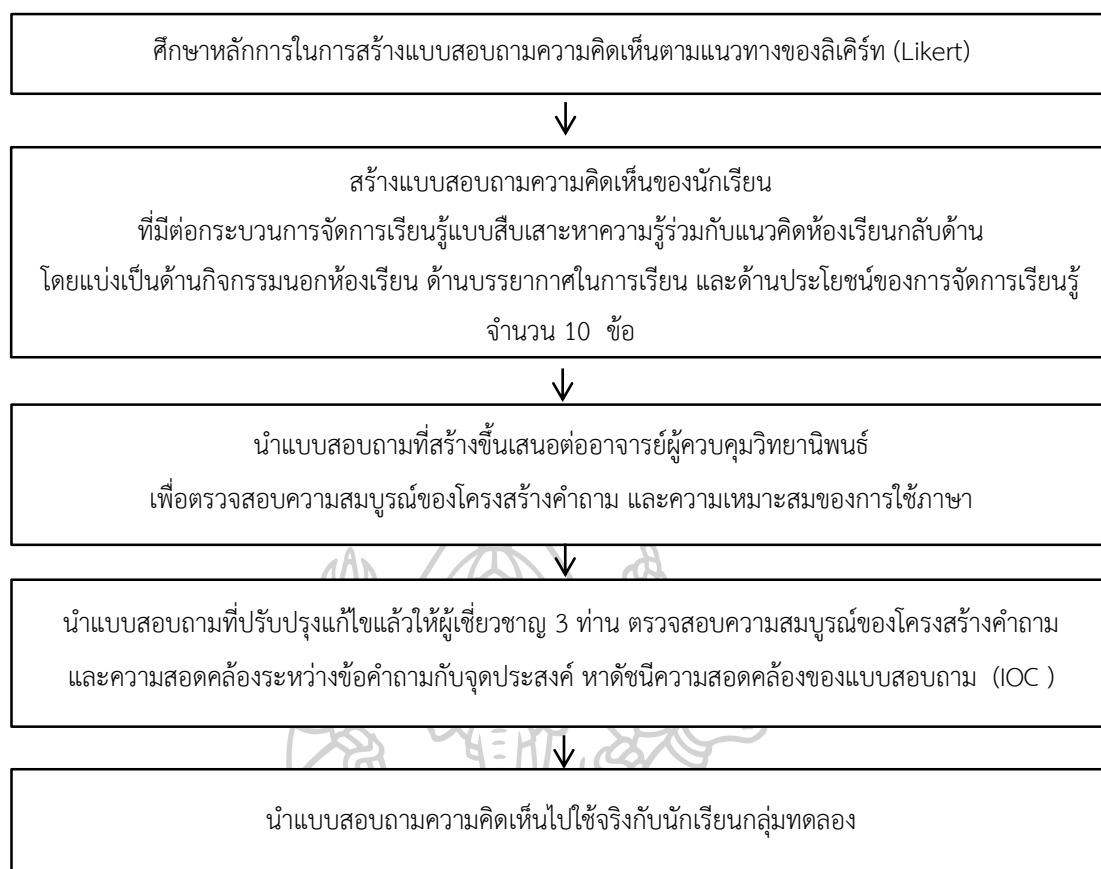 ศึกษาหลักการในการสร้างแบบสอบถามความคิดเห็นตามแนวทางของลิเคิร์ท (Likert)
สร้างแบบสอบถามความคิดเห็นของนักเรียน
ที่มีต่อกระบวนการจัดการเรียนรู้แบบสืบเสาะหาความรู้ร่วมกับแนวคิดห้องเรียนกลับด้าน
โดยแบ่งเป็นด้านกิจกรรมนอกห้องเรียน ด้านบรรยากาศในการเรียน และด้านประโยชน์ของการจัดการเรียนรู้
จำนวน 10 ข้อ
นำแบบสอบถามที่สร้างขึ้นเสนอต่ออาจารย์ผู้ควบคุมวิทยานิพนธ์
เพื่อตรวจสอบความสมบูรณ์ของโครงสร้างคำถาม และความเหมาะสมของการใช้ภาษา
นำแบบสอบถามที่ปรับปรุงแก้ไขแล้วให้ผู้เชี่ยวชาญ 3 ท่าน ตรวจสอบความสมบูรณ์ของโครงสร้างคำถาม
และความสอดคล้องระหว่างข้อคำถามกับจุดประสงค์ หาดัชนีความสอดคล้องของแบบสอบถาม (IOC )
นำแบบสอบถามความคิดเห็นไปใช้จริงกับนักเรียนกลุ่มทดลอง